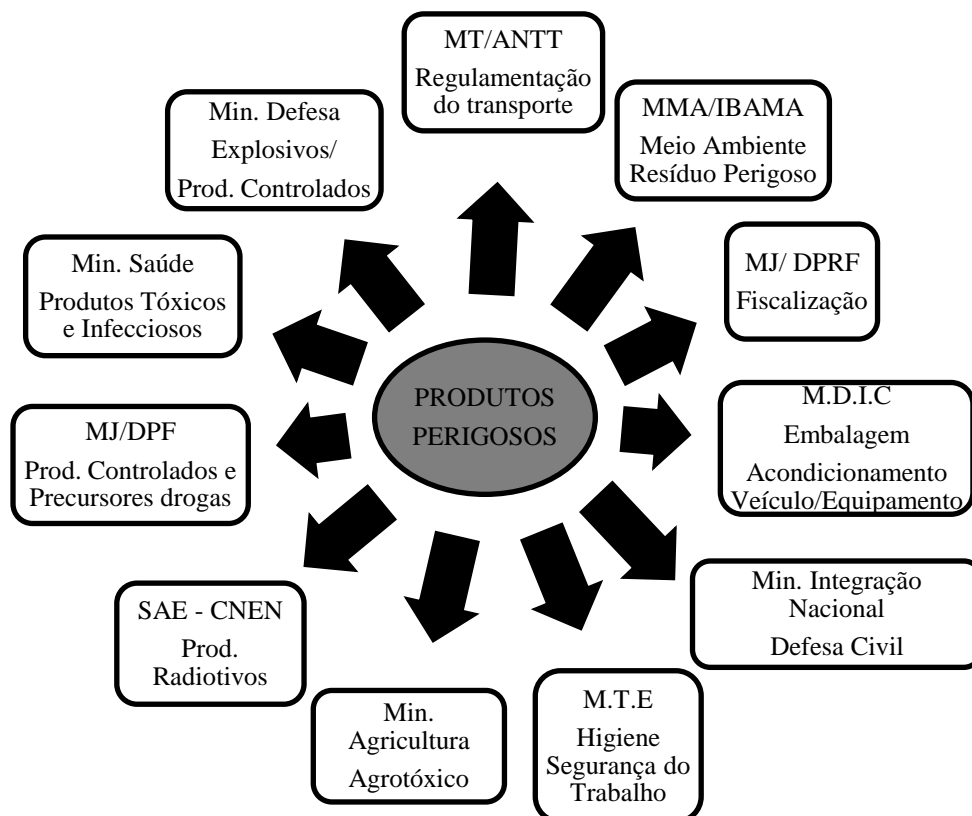 MT/ANTT
Regulamentação
do transporte
MMA/IBAMA
Meio Ambiente
Resíduo Perigoso
MJ/ DPRF
Fiscalização
M.D.I.C
Embalagem
Acondicionamento
Veículo/Equipamento
Min. Integração
Nacional
Defesa Civil
M.T.E
Higiene
Segurança do
Trabalho
Min.
Agricultura
Agrotóxico
SAE - CNEN
Prod.
Radiotivos
MJ/DPF
Prod. Controlados e
Precursores drogas
Min. Saúde
Produtos Tóxicos
e Infecciosos
Min. Defesa
Explosivos/
Prod. Controlados
PRODUTOS
PERIGOSOS